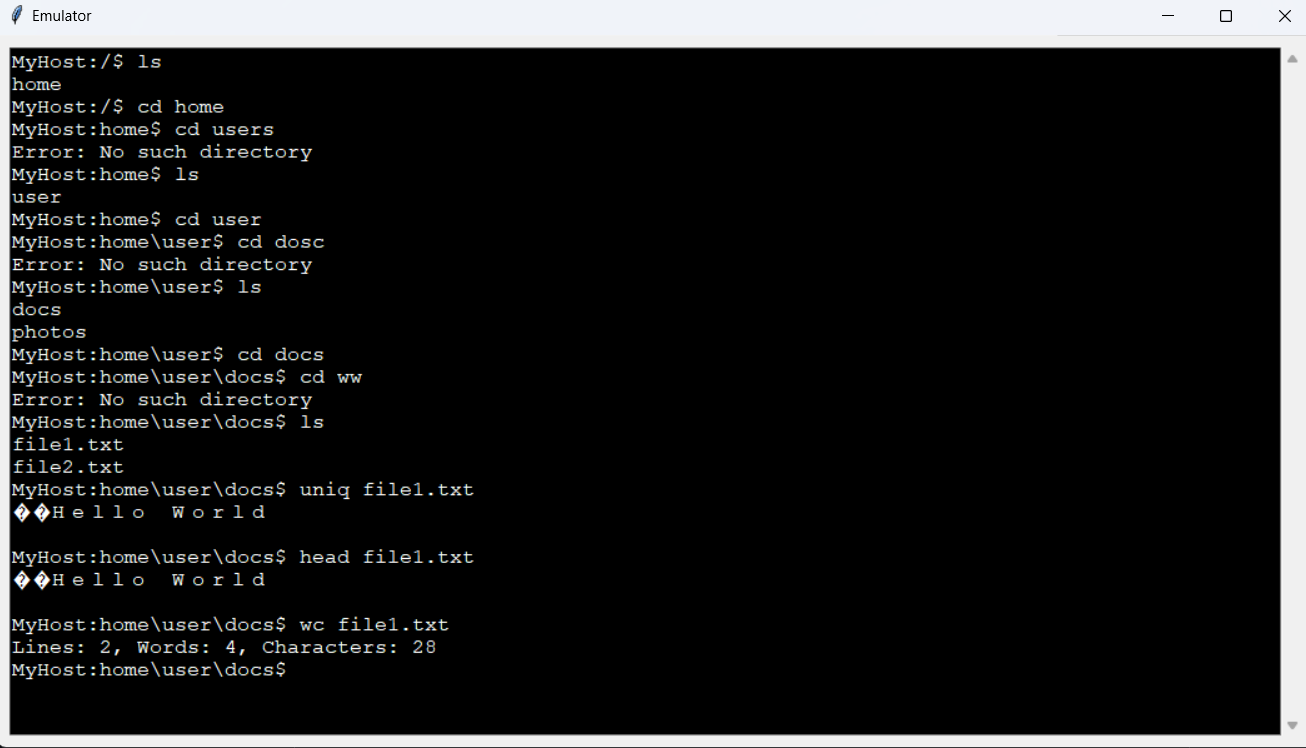 Emulator
MyHost:/$ ls
home
MyHost:/$ cd home
MyHost:home$ cd users
Error: No such directory
MyHost:home$ ls
user
MyHost:home$ cd user
MyHost:home\user$ cd dosc
Error: No such directory
MyHost:home\user$ ls
docs
photos
MyHost:home\user$ cd docs
MyHost:home\user\docs$ cd ww
Error: No such directory
MyHost:home\user\docs$ ls
file1.txt
file2.txt
MyHost:home\user\docs$ uniq file1.txt
��H e l l o   W o r l d
MyHost:home\user\docs$ head file1.txt
��H e l l o   W o r l d
MyHost:home\user\docs$ wc file1.txt
Lines: 2, Words: 4, Characters: 28
MyHost:home\user\docs$